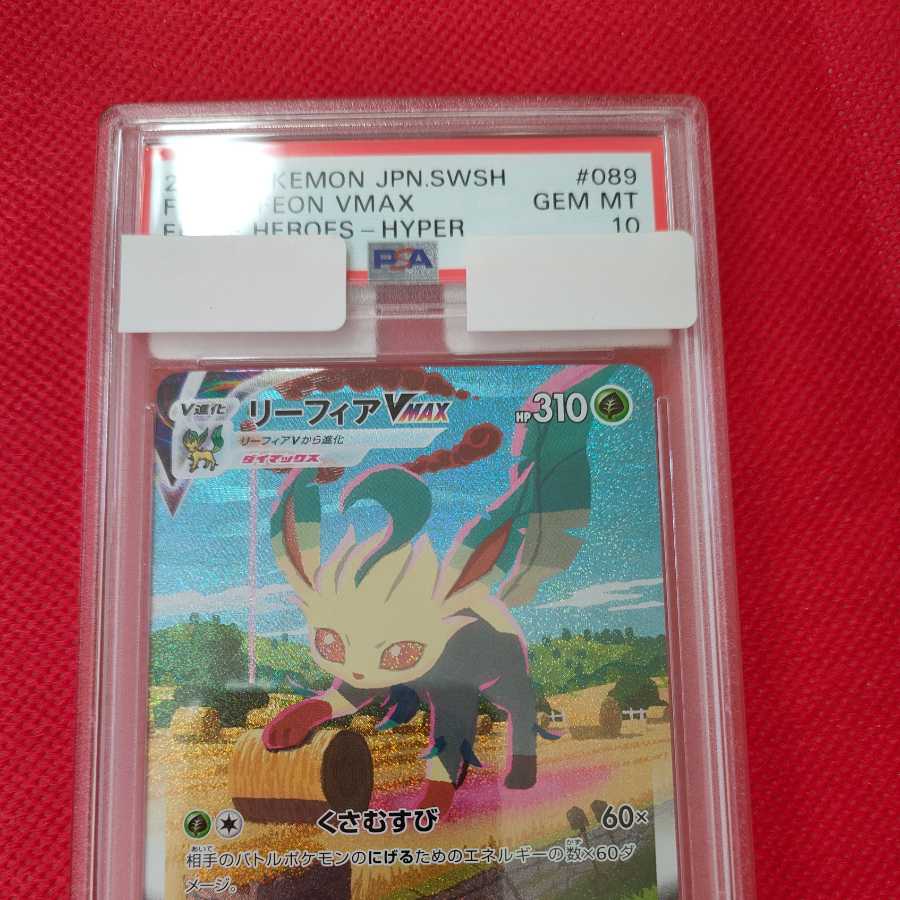 KEMON JPN.SWSH #089
EON VMAX GEM MT
HEROES - HYPER 10
PSA
V進化 リーフィアVMAX HP310
リーフィアVから進化
ダイマックス
くさむすび 60×
相手のバトルポケモンのにげるためのエネルギーの数×60ダ
メージ。